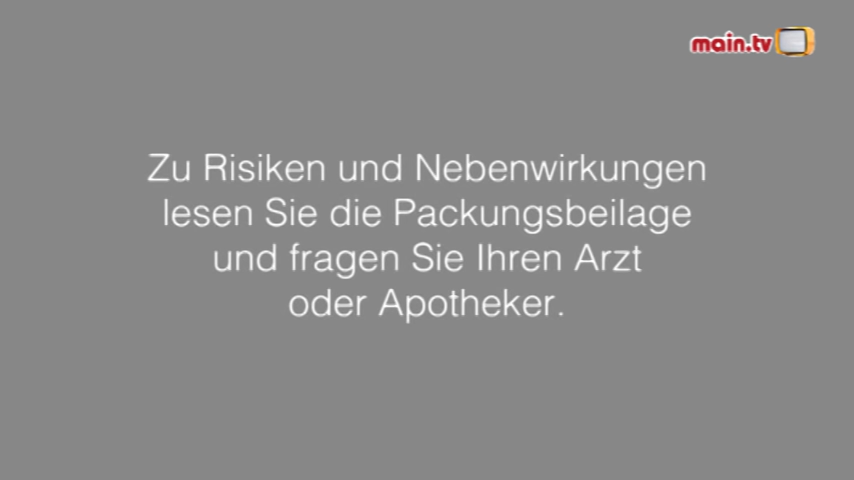 main.tv
Zu Risiken und Nebenwirkungen
lesen Sie die Packungsbeilage
und fragen Sie Ihren Arzt
oder Apotheker.